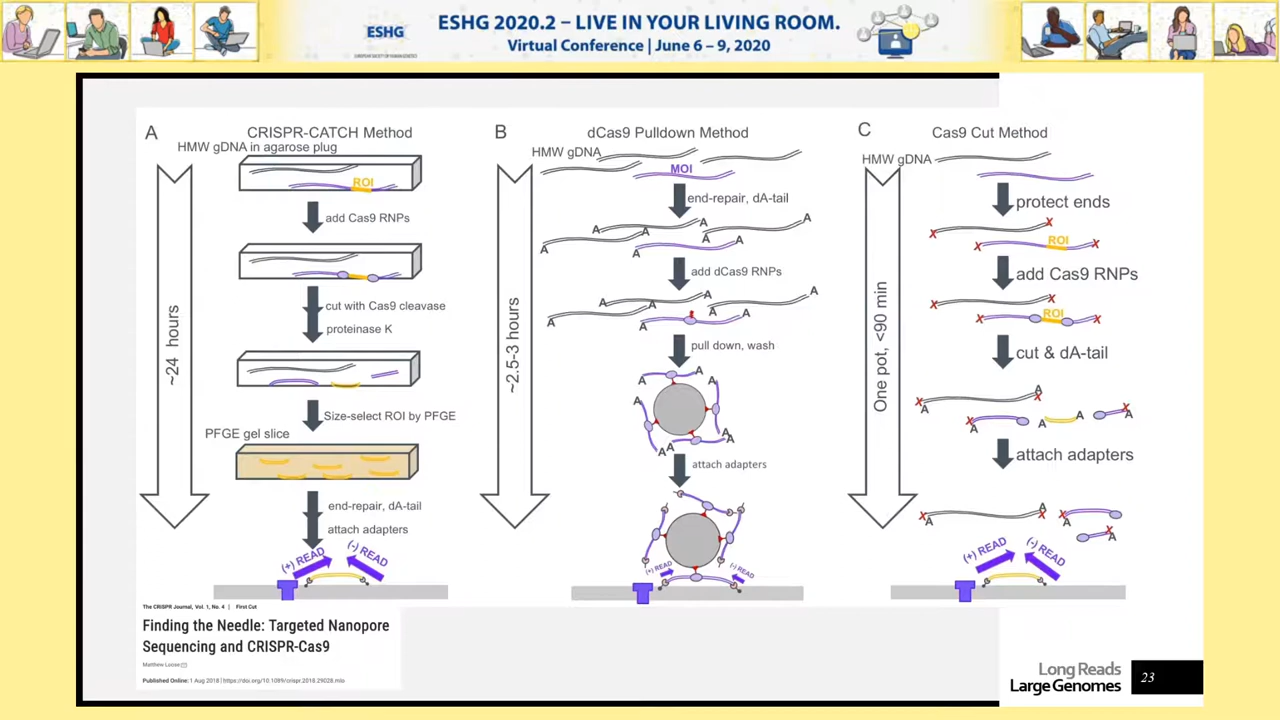 ESHG
EUROPEAN SOCIETY OF HUMAN GENETICS
ESHG 2020.2 – LIVE IN YOUR LIVING ROOM.
Virtual Conference | June 6 – 9, 2020
A
CRISPR-CATCH Method
HMW gDNA in agarose plug
ROI
add Cas9 RNPs
cut with Cas9 cleavase
proteinase K
Size-select ROI by PFGE
PFGE gel slice
end-repair, dA-tail
attach adapters
(+) READ
(-) READ
~24 hours
B
dCas9 Pulldown Method
HMW gDNA
MOI
end-repair, dA-tail
A
A
A
A
A
A
add dCas9 RNPs
A
A
A
A
A
A
pull down, wash
A
A
A
A
A
A
A
A
attach adapters
(+) READ
(-) READ
~2.5-3 hours
C
Cas9 Cut Method
HMW gDNA
protect ends
X
X
ROI
X
X
add Cas9 RNPs
X
X
ROI
X
X
cut & dA-tail
X
A
A
X
X
A
A
A
X
A
attach adapters
X
A
X
A
X
A
X
A
(+) READ
(-) READ
One pot, <90 min
The CRISPR Journal, Vol. 1, No. 4 | First Cut
Finding the Needle: Targeted Nanopore
Sequencing and CRISPR-Cas9
Matthew Loose
Published Online: 1 Aug 2018 | https://doi.org/10.1089/crispr.2018.29028.mlo
Long Reads
Large Genomes
23